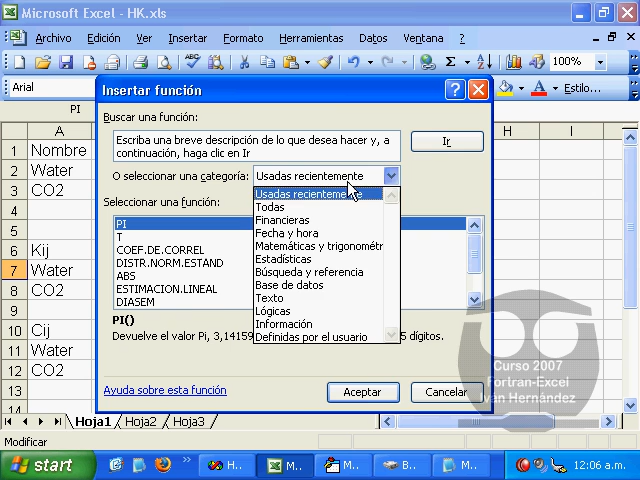 Microsoft Excel - HK.xls
Archivo Edición Ver Insertar Formato Herramientas Datos Ventana ?
100%
Arial
Estilo...
PI
A H I
1 Nombre
2 Water
3 CO2
4
5
6 Kij
7 Water
8 CO2
9
10 Cij
11 Water
12 CO2
13
14
Insertar función
Buscar una función:
Escriba una breve descripción de lo que desea hacer y, a
continuación, haga clic en Ir
Ir
O seleccionar una categoría: Usadas recientemente
Usadas recientemente
Todas
Financieras
Fecha y hora
Matemáticas y trigonométr
Estadísticas
Búsqueda y referencia
Base de datos
Texto
Lógicas
Información
Definidas por el usuario
Seleccionar una función:
PI
T
COEF.DE.CORREL
DISTR.NORM.ESTAND
ABS
ESTIMACION.LINEAL
DIASEM
PI()
Devuelve el valor Pi, 3,14159
5 dígitos.
Ayuda sobre esta función
Aceptar
Cancelar
Curso 2007
Fortran-Excel
Iván Hernández
Hoja1 Hoja2 Hoja3
Modificar
start
H...
M...
M...
B...
M...
12:06 a.m.